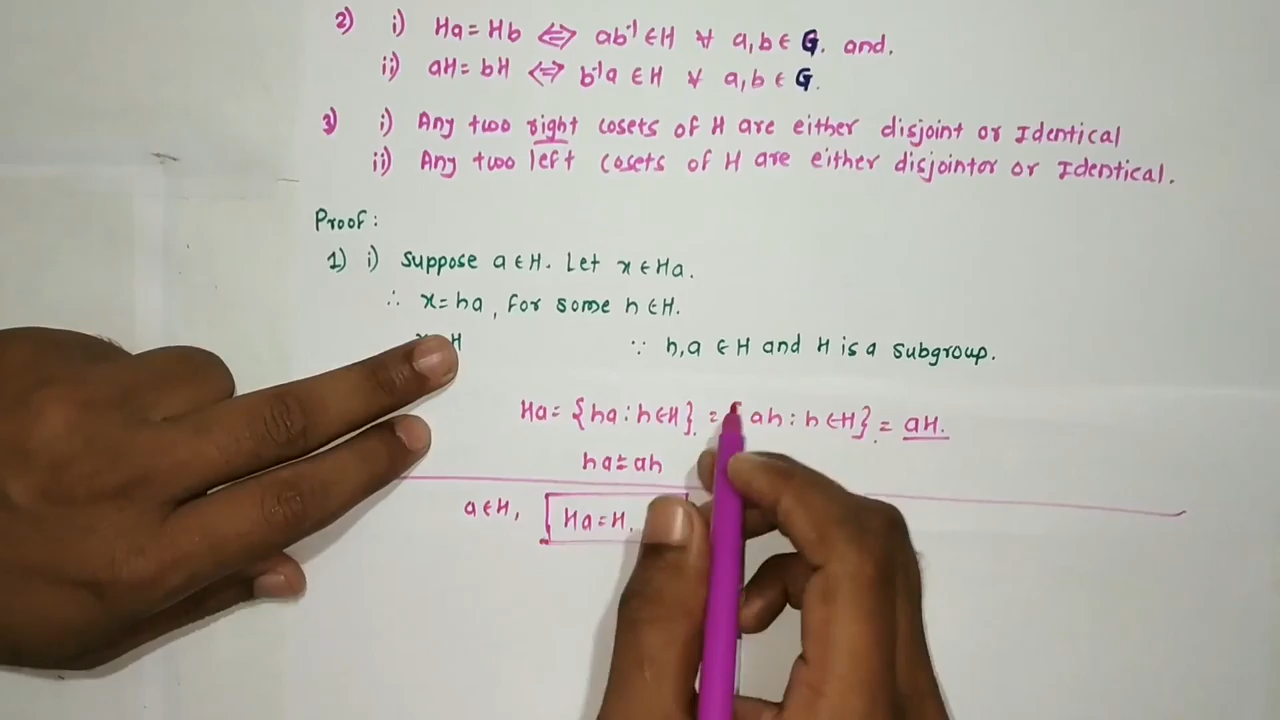 2) i) Ha = Hb ⇔ ab⁻¹ ∈ H ∀ a, b ∈ G. and.
ii) aH = bH ⇔ b⁻¹a ∈ H ∀ a, b ∈ G.
3) i) Any two right cosets of H are either disjoint or Identical
ii) Any two left cosets of H are either disjointor or Identical.
Proof :
1) i) Suppose a ∈ H. Let x ∈ Ha.
∴ x = ha, for some h ∈ H.
H ∵ h, a ∈ H and H is a subgroup.
Ha = {ha : h ∈ H}. = { ah : h ∈ H}. = aH.
ha = ah
a ∈ H, Ha = H.